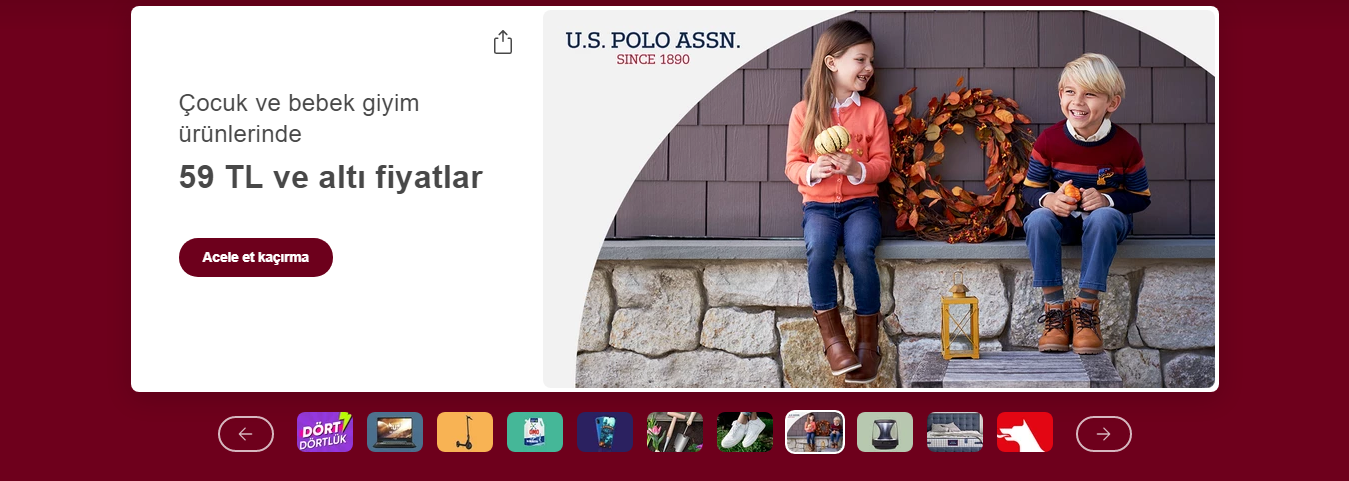 Çocuk ve bebek giyim
ürünlerinde
59 TL ve altı fiyatlar
Acele et kaçırma
U.S. POLO ASSN.
SINCE 1890
DÖRT
DÖRTLÜK